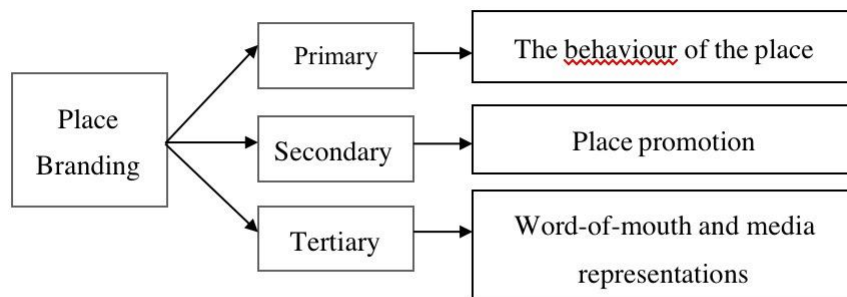 Place
Branding
Primary
The behaviour of the place
Secondary
Place promotion
Tertiary
Word-of-mouth and media
representations